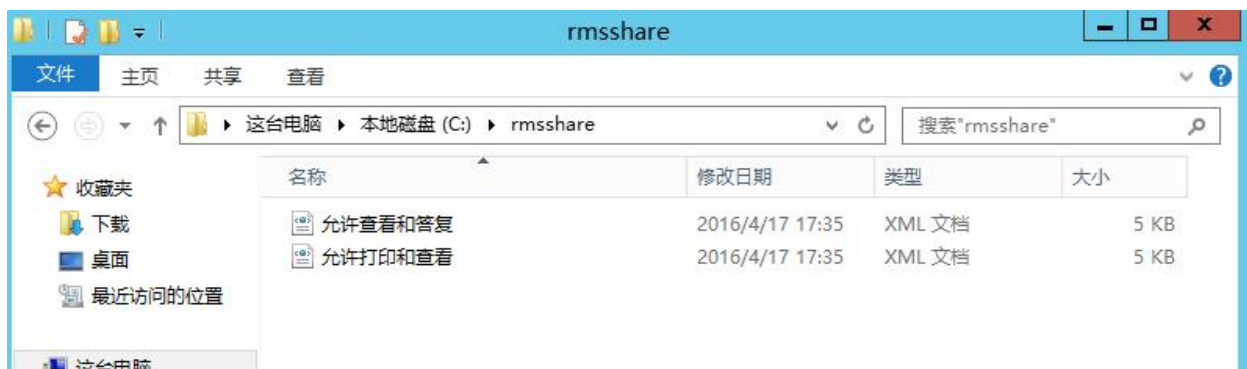 rmsshare
文件 主页 共享 查看
这台电脑 本地磁盘 (C:) rmsshare 搜索"rmsshare"
名称 修改日期 类型 大小
收藏夹
下载
桌面
最近访问的位置
允许查看和答复 2016/4/17 17:35 XML 文档 5 KB
允许打印和查看 2016/4/17 17:35 XML 文档 5 KB
这台电脑